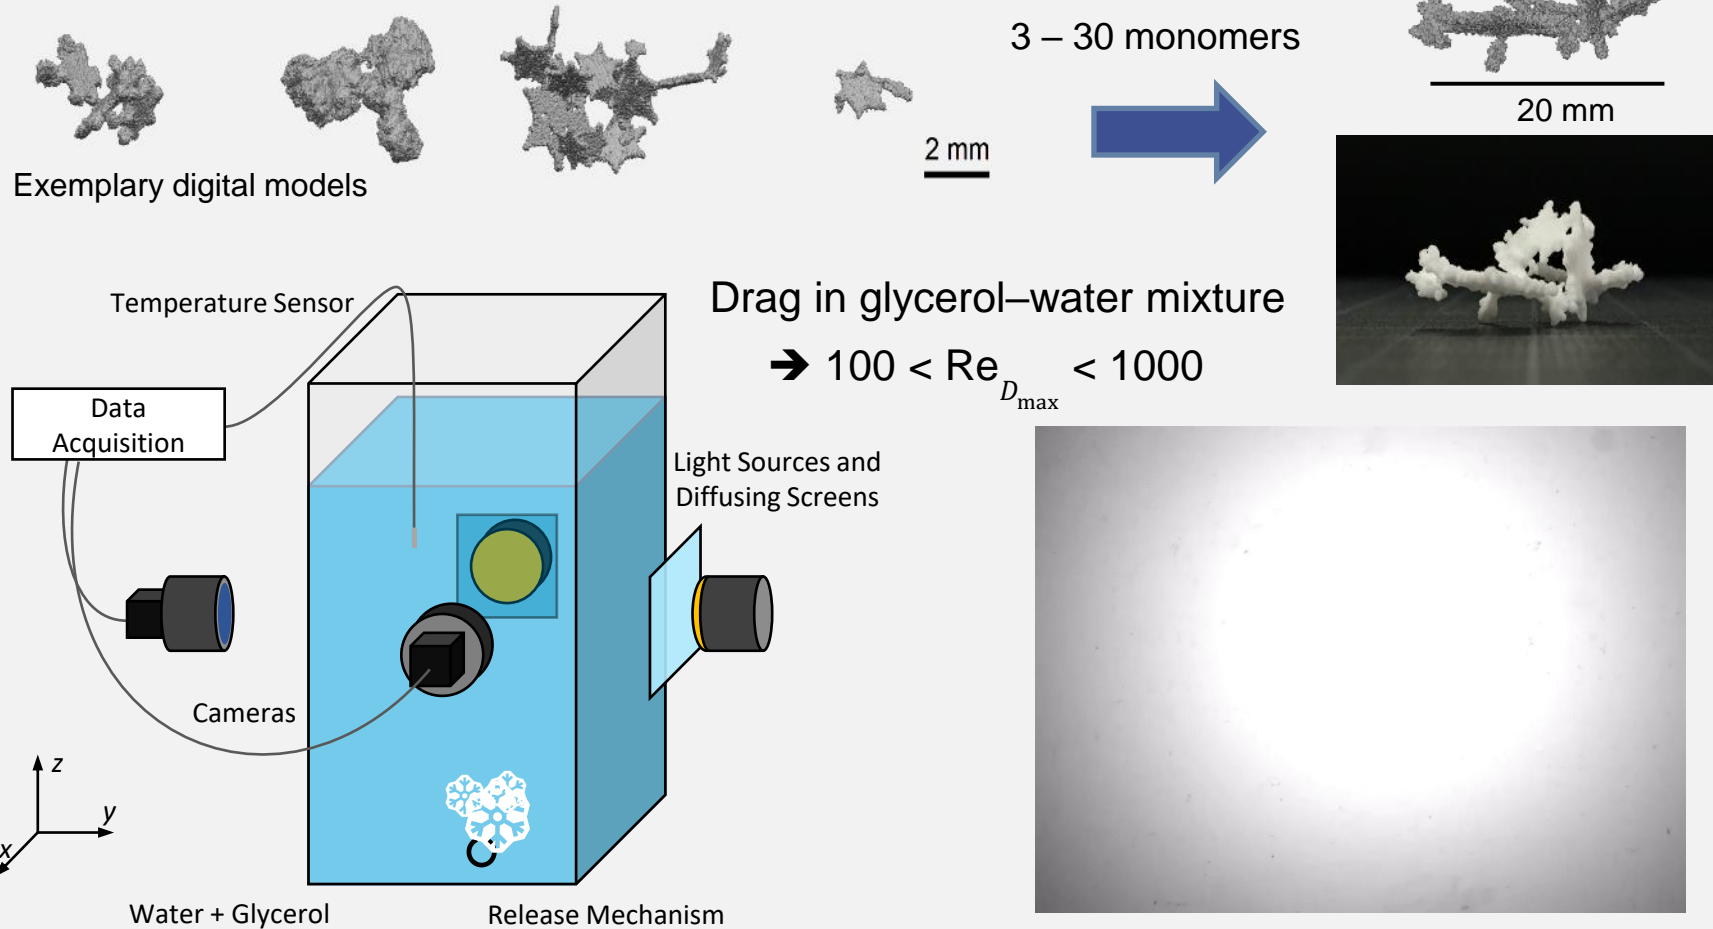 3 – 30 monomers
20 mm
2 mm
Exemplary digital models
Temperature Sensor
Drag in glycerol–water mixture
➔ 100 < Re_D_max < 1000
Data
Acquisition
Light Sources and
Diffusing Screens
Cameras
z
y
x
Water + Glycerol
Release Mechanism